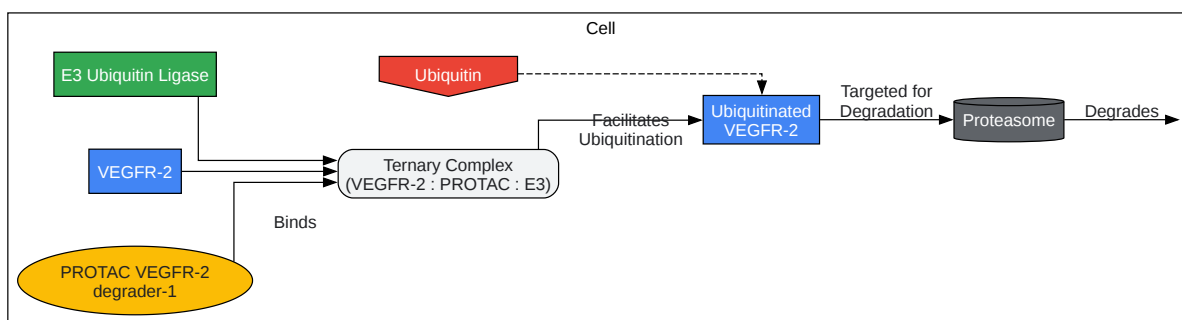 Cell
E3 Ubiquitin Ligase
Ubiquitin
VEGFR-2
PROTAC VEGFR-2
degrader-1
Binds
Ternary Complex
(VEGFR-2 : PROTAC : E3)
Facilitates
Ubiquitination
Ubiquitinated
VEGFR-2
Targeted for
Degradation
Proteasome
Degrades